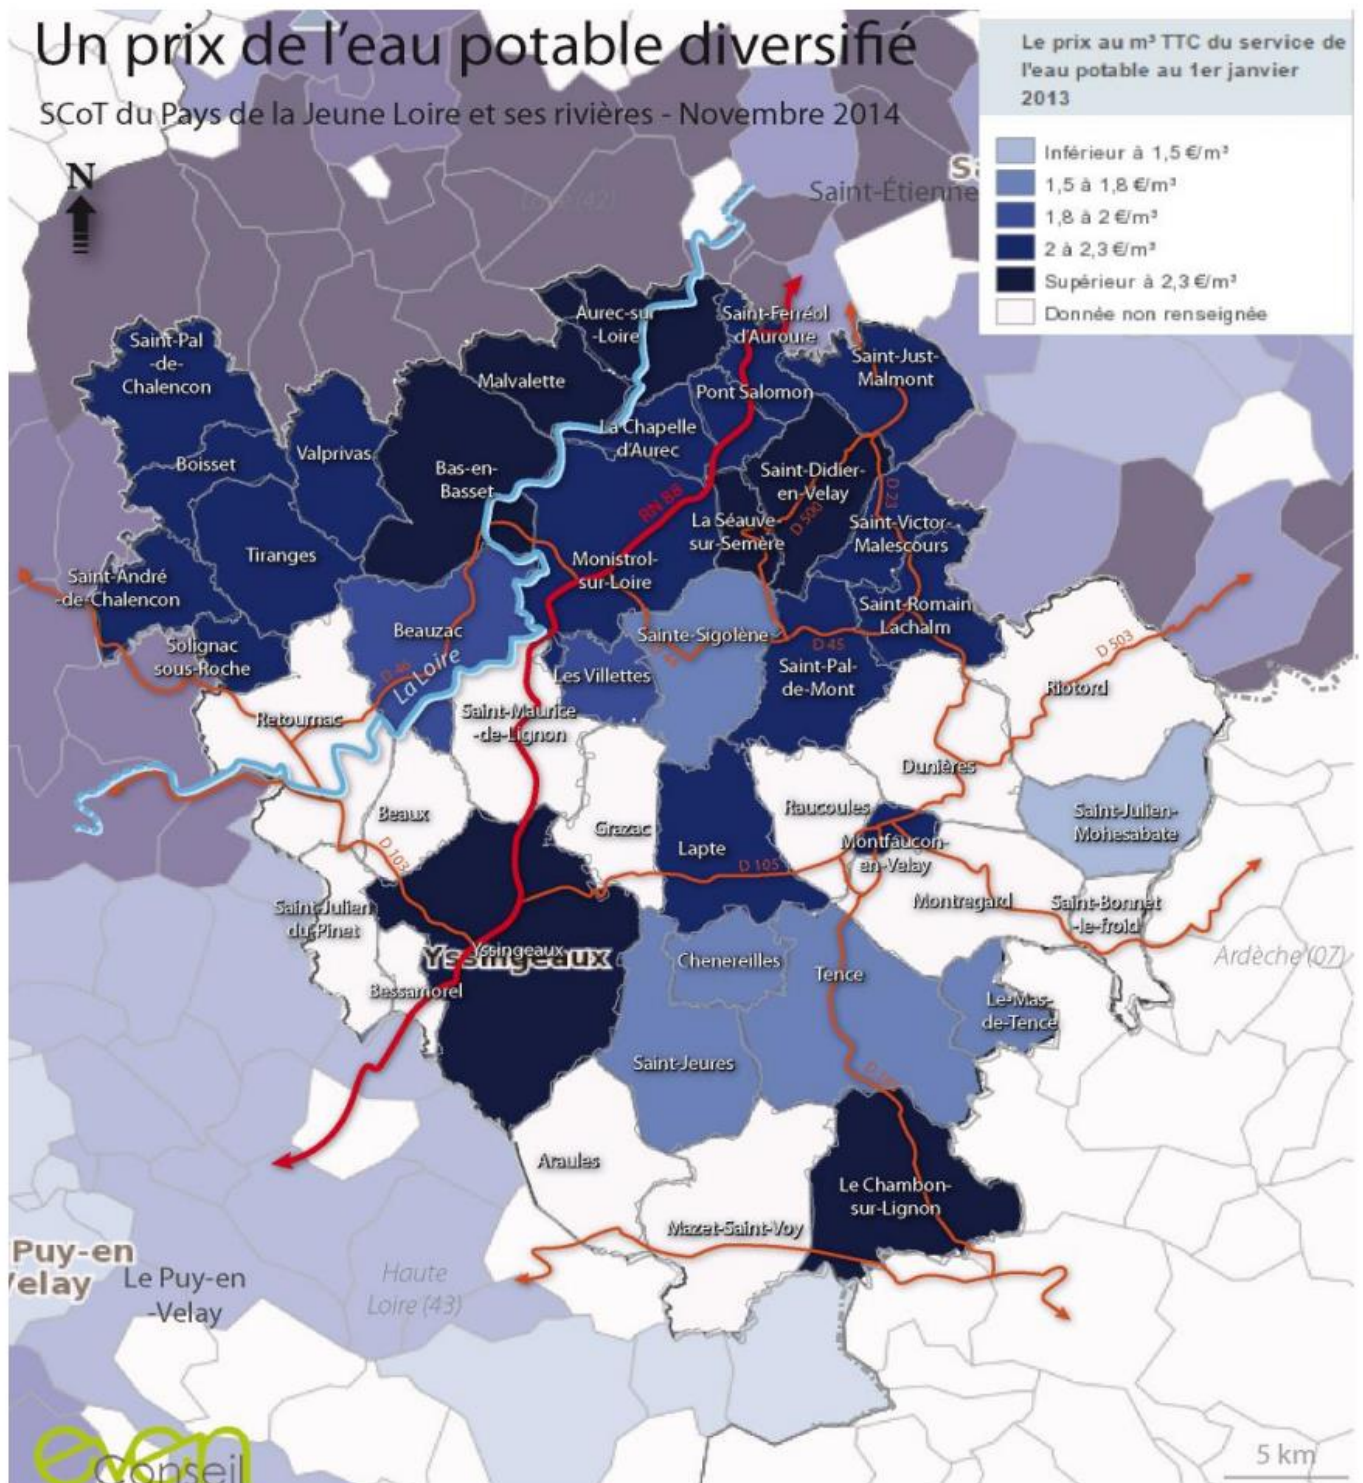 Un prix de l'eau potable diversifié
SCoT du Pays de la Jeune Loire et ses rivières - Novembre 2014
Le prix au m³ TTC du service de
l'eau potable au 1er janvier
2013
Inférieur à 1,5 €/m³
1,5 à 1,8 €/m³
1,8 à 2 €/m³
2 à 2,3 €/m³
Supérieur à 2,3 €/m³
Donnée non renseignée
N
Saint-Étienne
Aurec-sur
-Loire
Saint-Ferréol
d'Auroure
Saint-Pal
-de-
Chalencon
Saint-Just-
Malmont
Malvalette
Pont Salomon
La Chapelle
d'Aurec
Valprivas
Boisset
Bas-en-
Basset
Saint-Didier-
en-Velay
RN 88
D 23
D 500
La Séauve-
sur-Semène
Saint-Victor-
Malescours
Tiranges
Monistrol-
sur-Loire
Saint-André
-de-Chalencon
Saint-Romain
Lachalm
Beauzac
Sainte-Sigolène
D 45
D 503
Solignac
sous-Roche
La Loire
D 46
Les Villettes
Saint-Pal-
de-Mont
Riotord
Retournac
Saint-Maurice
-de-Lignon
Dunières
Beaux
Grazac
Raucoules
Saint-Julien-
Mohesabate
D 103
Lapte
D 105
Montfaucon-
en-Velay
Montregard
Saint-Bonnet
-le-froid
Saint-Julien
du-Pinet
Yssingeaux
Yssingeaux
Chenereilles
Tence
Ardèche (07)
Bessamorel
Le-Mas-
de-Tence
Saint-Jeures
Araules
Le Chambon-
sur-Lignon
Mazet-Saint-Voy
Puy-en
Velay
Le Puy-en
-Velay
Haute
Loire (43)
even
Conseil
5 km